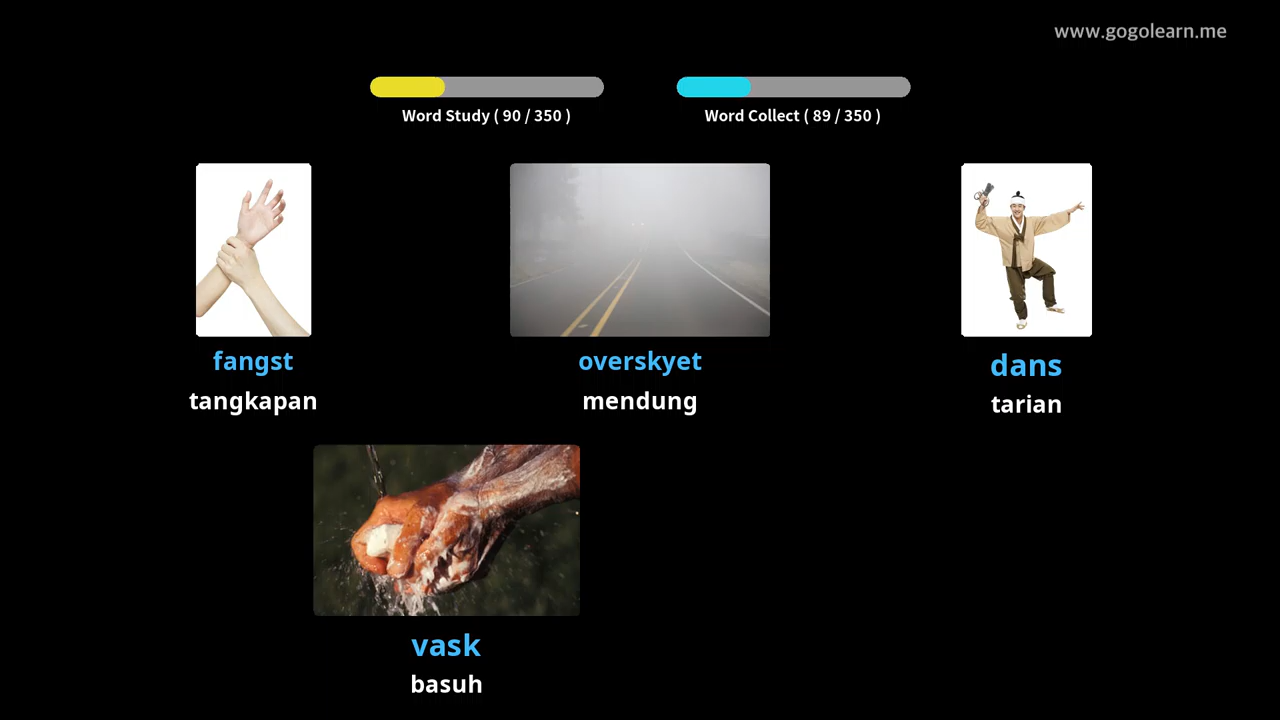 www.gogolearn.me
Word Study ( 90 / 350 )
Word Collect ( 89 / 350 )
fangst
overskyet
dans
tangkapan
mendung
tarian
vask
basuh